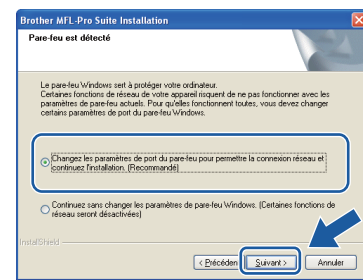 Brother MFL-Pro Suite Installation
Pare-feu est détecté
Le pare-feu Windows sert à protéger votre ordinateur.
Certaines fonctions de réseau de votre appareil risquent de ne pas fonctionner avec les
paramètres de pare-feu actuels. Pour qu'elles fonctionnent toutes, vous devez changer
certains paramètres de port du pare-feu Windows.
Changez les paramètres de port du pare-feu pour permettre la connexion réseau et
continuez l'installation. (Recommandé)
Continuez sans changer les paramètres de pare-feu Windows. (Certaines fonctions de
réseau seront désactivées)
InstallShield
< Précéden
Suivant >
Annuler